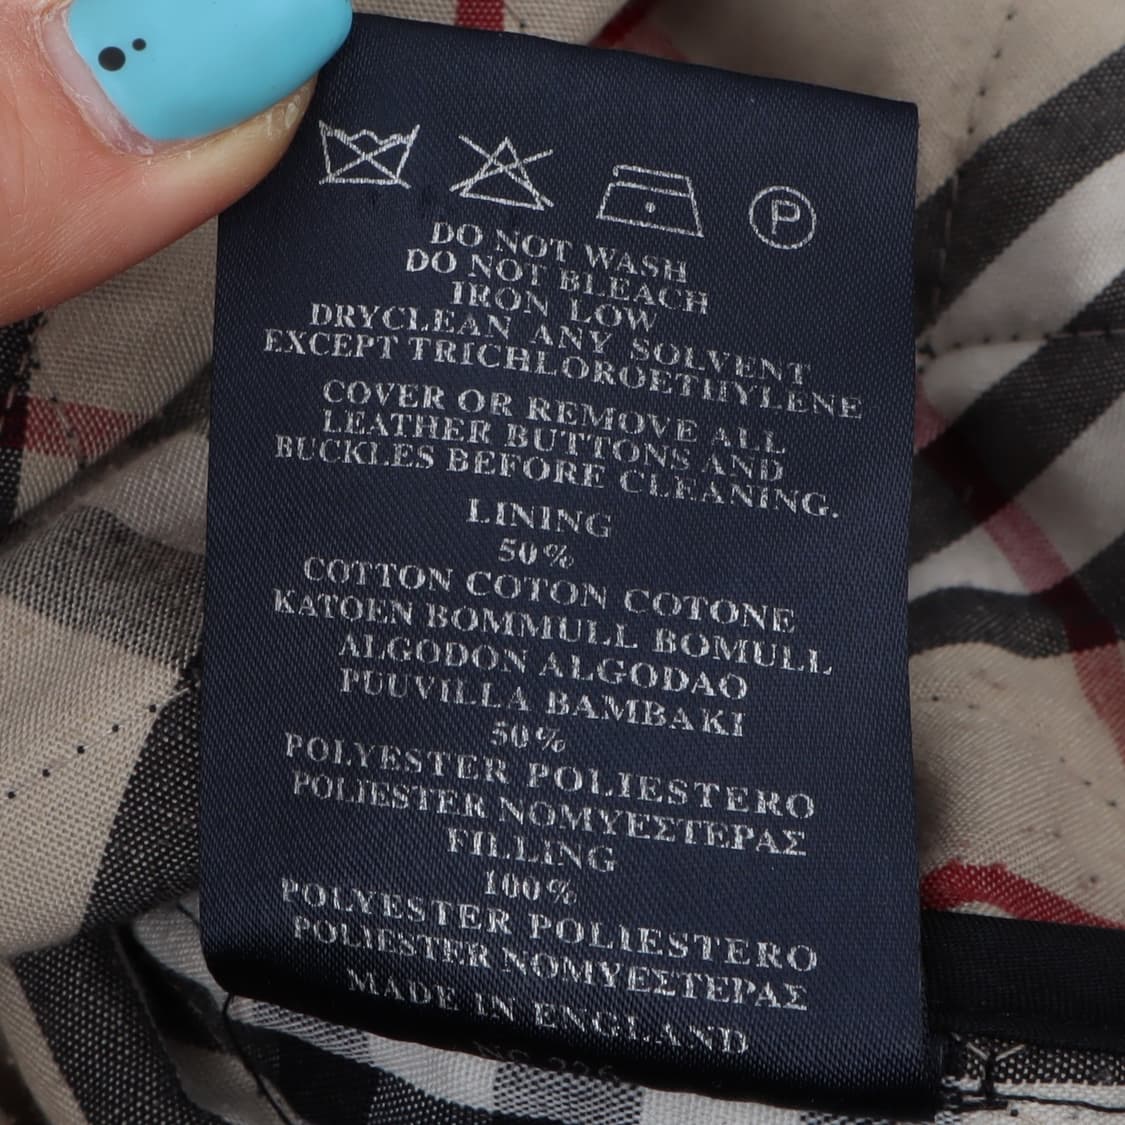 P
DO NOT WASH
DO NOT BLEACH
IRON LOW
DRYCLEAN ANY SOLVENT
EXCEPT TRICHLOROETHYLENE
COVER OR REMOVE ALL
LEATHER BUTTONS AND
BUCKLES BEFORE CLEANING.
LINING
50%
COTTON COTON COTONE
KATOEN BOMMULL BOMULL
ALGODON ALGODAO
PUUVILLA BAMBAKI
50%
POLYESTER POLIESTERO
POLIESTER ΝΟΜΥΕΣΤΕΡΑΣ
FILLING
100%
POLYESTER POLIESTERO
POLIESTER ΝΟΜΥΕΣΤΕΡΑΣ
MADE IN ENGLAND